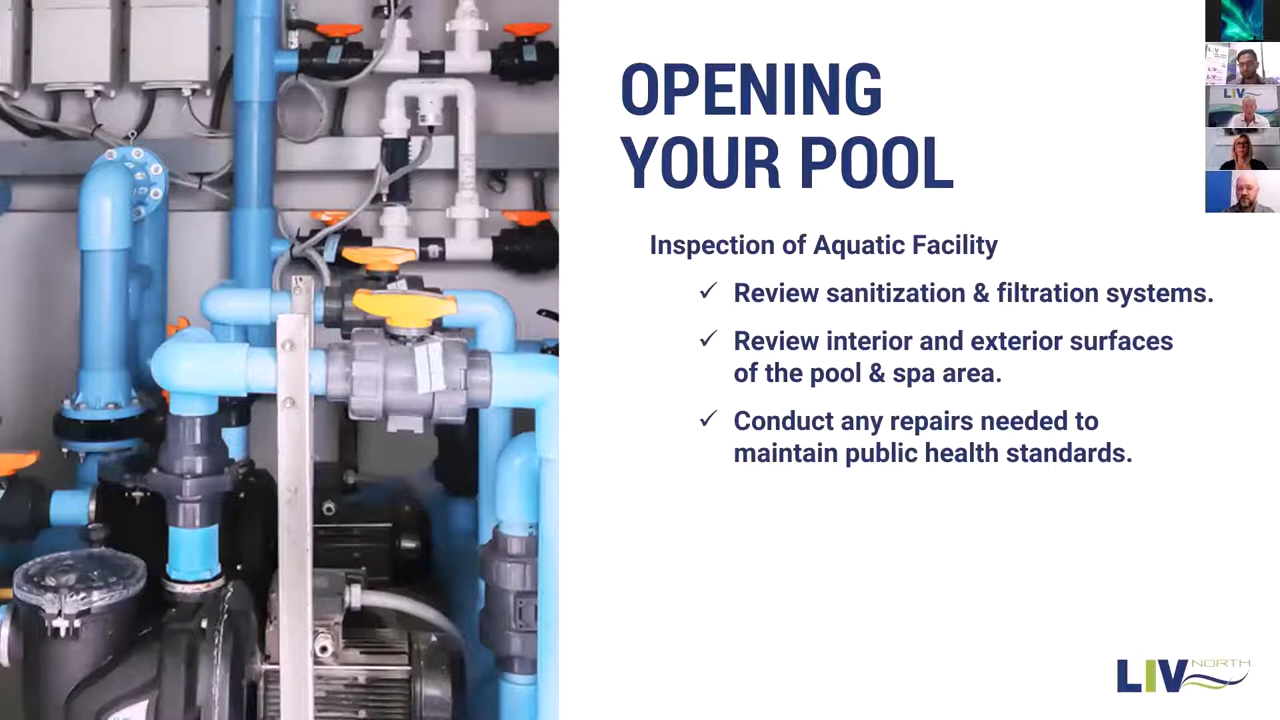 OPENING
YOUR POOL
Inspection of Aquatic Facility
✓ Review sanitization & filtration systems.
✓ Review interior and exterior surfaces
of the pool & spa area.
✓ Conduct any repairs needed to
maintain public health standards.
LIV NORTH
LIV